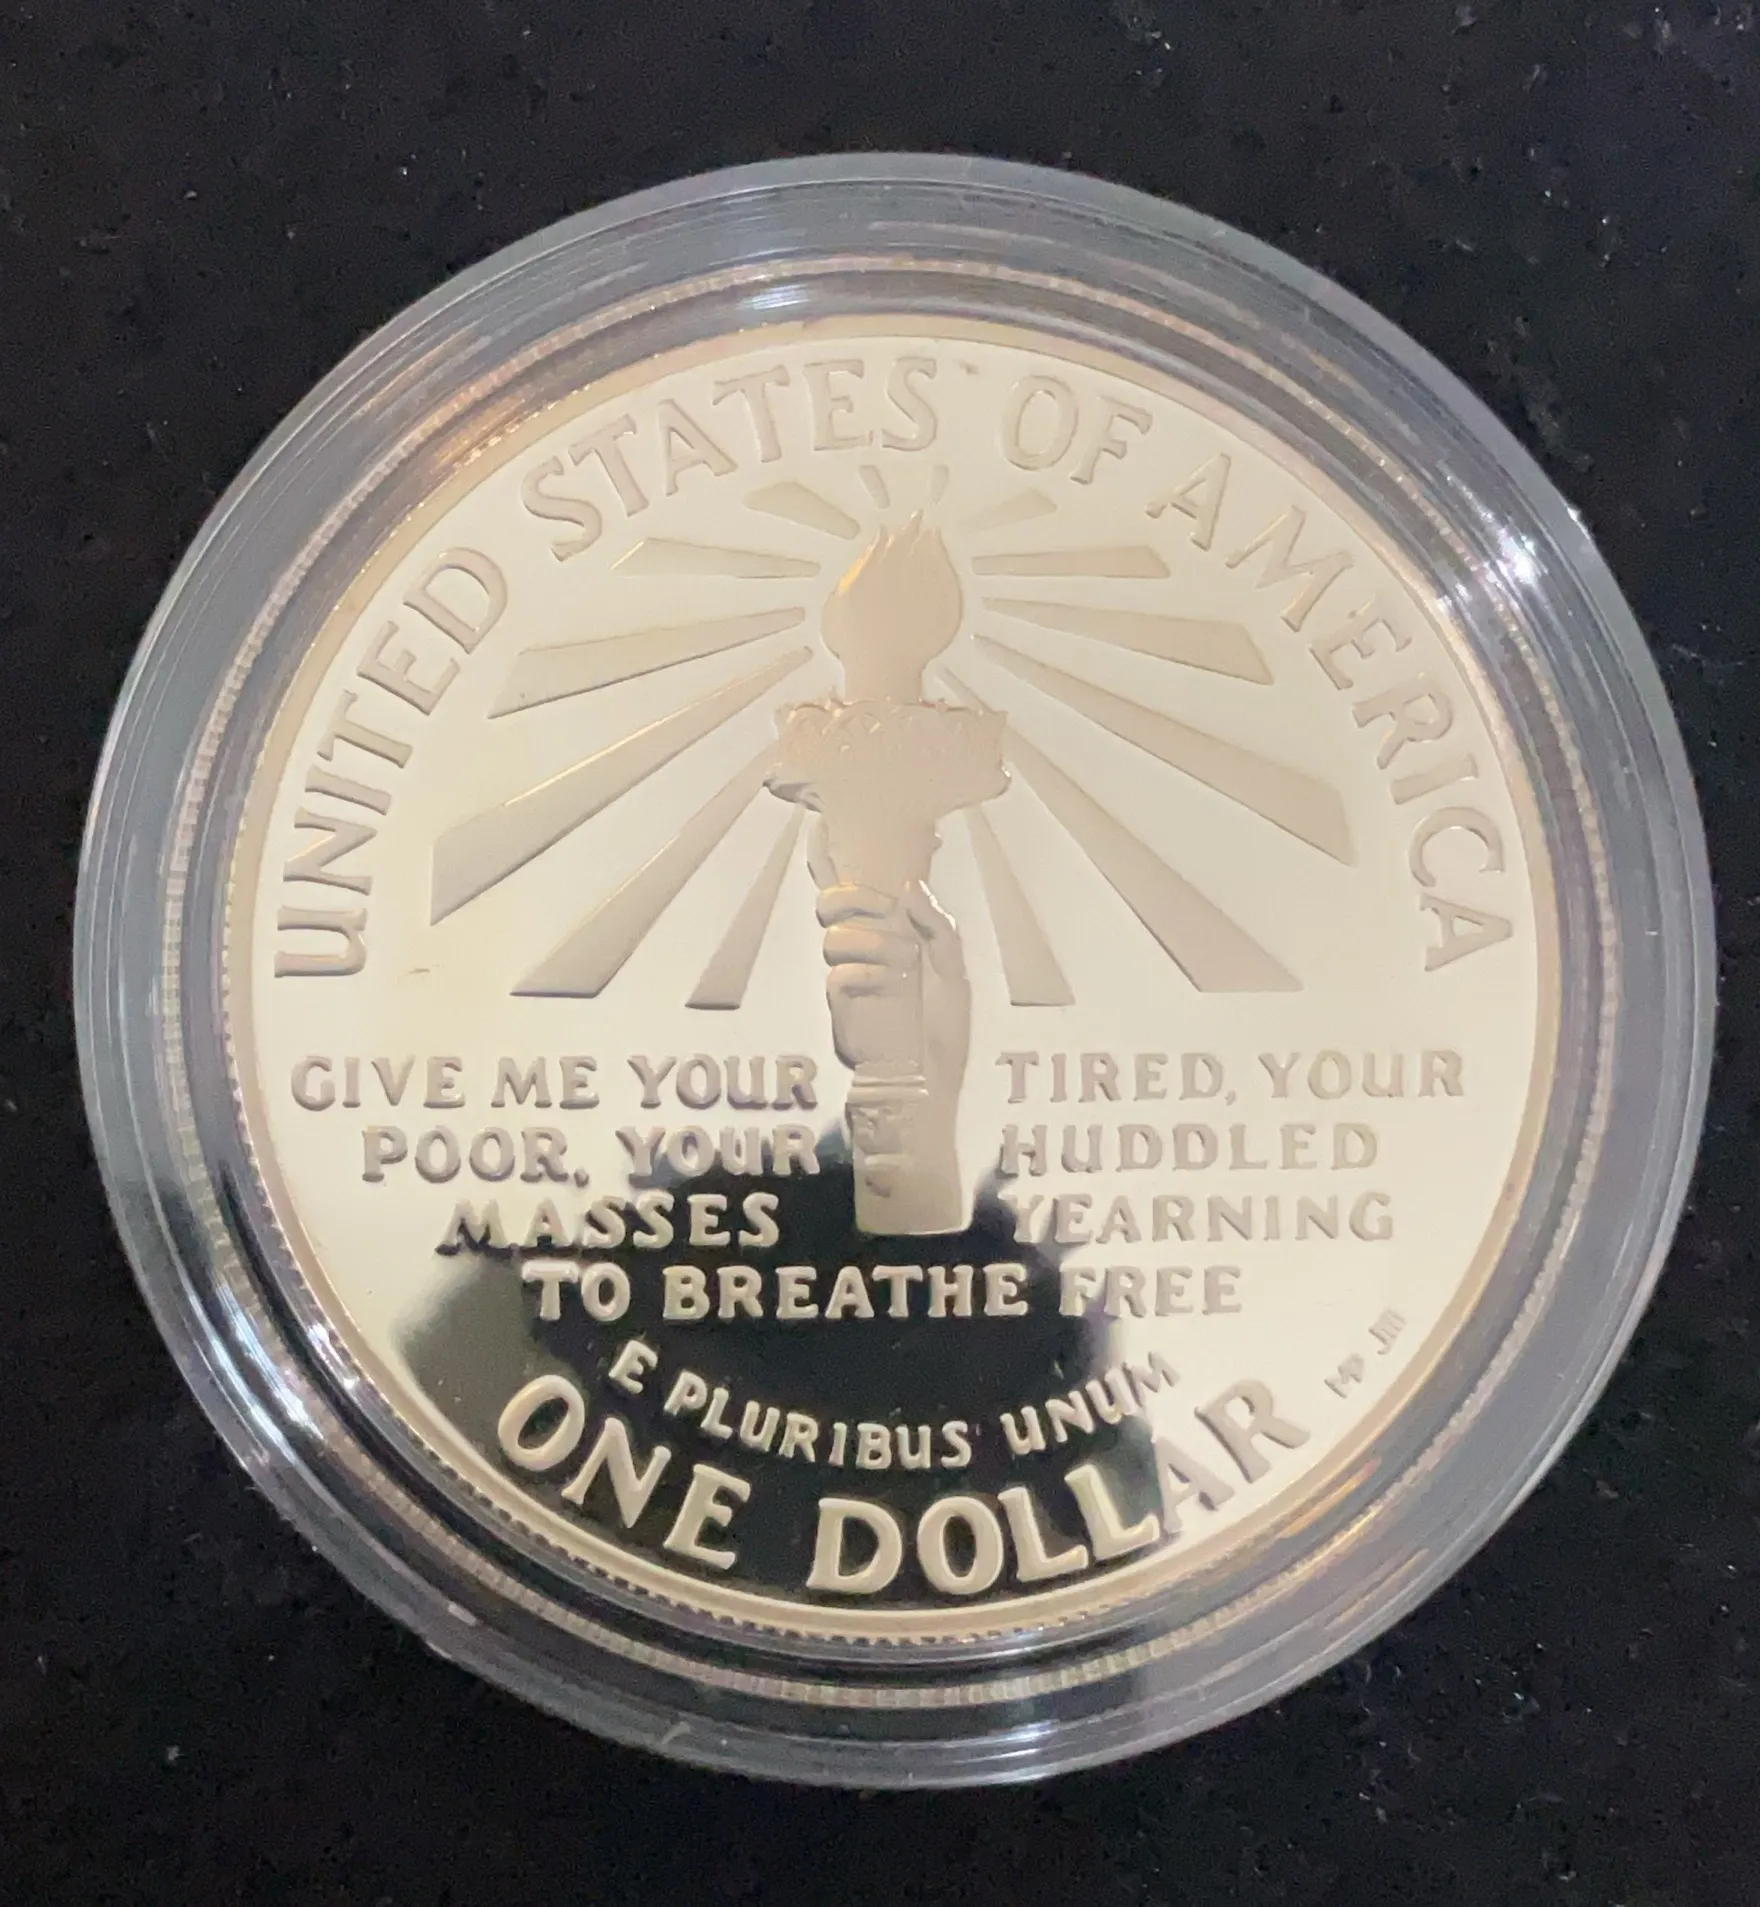 UNITED STATES OF AMERICA
GIVE ME YOUR TIRED, YOUR
POOR, YOUR HUDDLED
MASSES YEARNING
TO BREATHE FREE
E PLURIBUS UNUM
ONE DOLLAR